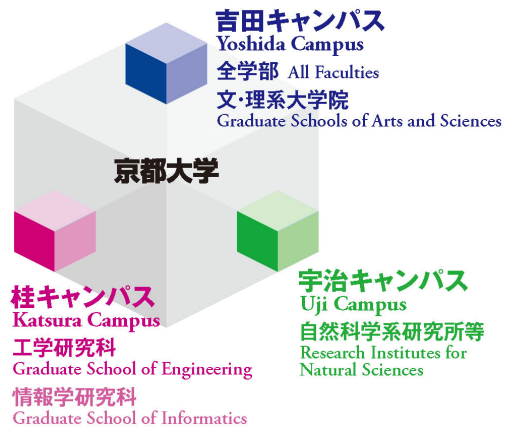 吉田キャンパス
Yoshida Campus
全学部 All Faculties
文・理系大学院
Graduate Schools of Arts and Sciences
京都大学
桂キャンパス
Katsura Campus
工学研究科
Graduate School of Engineering
情報学研究科
Graduate School of Informatics
宇治キャンパス
Uji Campus
自然科学系研究所等
Research Institutes for
Natural Sciences